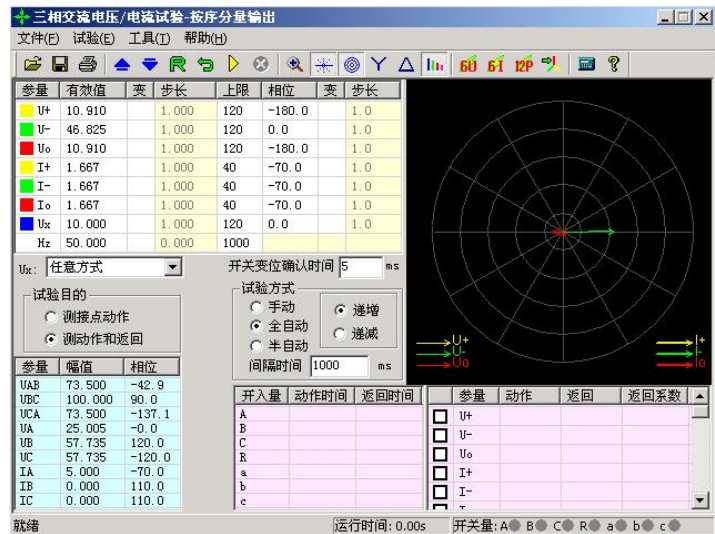 三相交流电压/电流试验-按序分量输出
文件(F) 试验(E) 工具(T) 帮助(H)
6U 6I 12P
参量 有效值 变 步长 上限 相位 变 步长
U+ 10.910 1.000 120 -180.0 1.0
U- 46.825 1.000 120 0.0 1.0
Uo 10.910 1.000 120 -180.0 1.0
I+ 1.667 1.000 40 -70.0 1.0
I- 1.667 1.000 40 -70.0 1.0
Io 1.667 1.000 40 -70.0 1.0
Ux 10.000 1.000 120 0.0 1.0
Hz 50.000 0.000 1000
U+ I+
U- I-
Uo Io
Ux: 任意方式 开关变位确认时间 5 ms
试验目的
测接点动作
测动作和返回
试验方式
手动
全自动
半自动
递增
递减
间隔时间 1000 ms
参量 幅值 相位
UAB 73.500 -42.9
UBC 100.000 90.0
UCA 73.500 -137.1
UA 25.005 -0.0
UB 57.735 120.0
UC 57.735 -120.0
IA 5.000 -70.0
IB 0.000 110.0
IC 0.000 110.0
开入量 动作时间 返回时间
A
B
C
R
a
b
c
参量 动作 返回 返回系数
U+
U-
Uo
I+
I-
就绪 运行时间: 0.00s 开关量: A B C R a b c